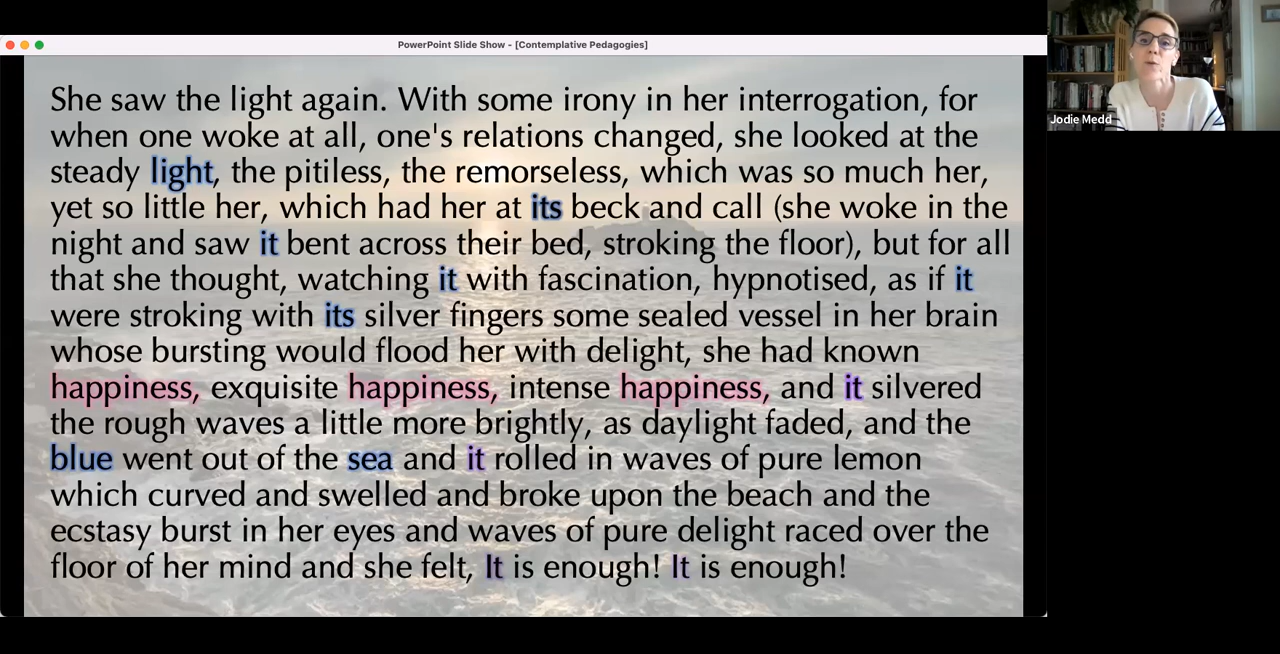 PowerPoint Slide Show - [Contemplative Pedagogies]
She saw the light again. With some irony in her interrogation, for
when one woke at all, one's relations changed, she looked at the
steady light, the pitiless, the remorseless, which was so much her,
yet so little her, which had her at its beck and call (she woke in the
night and saw it bent across their bed, stroking the floor), but for all
that she thought, watching it with fascination, hypnotised, as if it
were stroking with its silver fingers some sealed vessel in her brain
whose bursting would flood her with delight, she had known
happiness, exquisite happiness, intense happiness, and it silvered
the rough waves a little more brightly, as daylight faded, and the
blue went out of the sea and it rolled in waves of pure lemon
which curved and swelled and broke upon the beach and the
ecstasy burst in her eyes and waves of pure delight raced over the
floor of her mind and she felt, It is enough! It is enough!
Jodie Medd